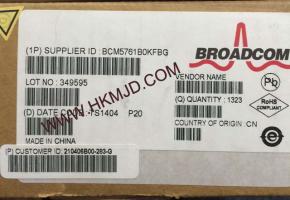 (1P) SUPPLIER ID : BCM5761B0KFBG
BROADCOM
LOT NO : 349595
VENDOR NAME
Pb
(Q) QUANTITY : 1323
RoHS
COMPLIANT
WWW.HKMJD.COM
(D) DATE CODE : TS1404 P20
COUNTRY OF ORIGIN : CN
MADE IN
CHINA
(P) CUSTOMER ID: 210406B00-283-G